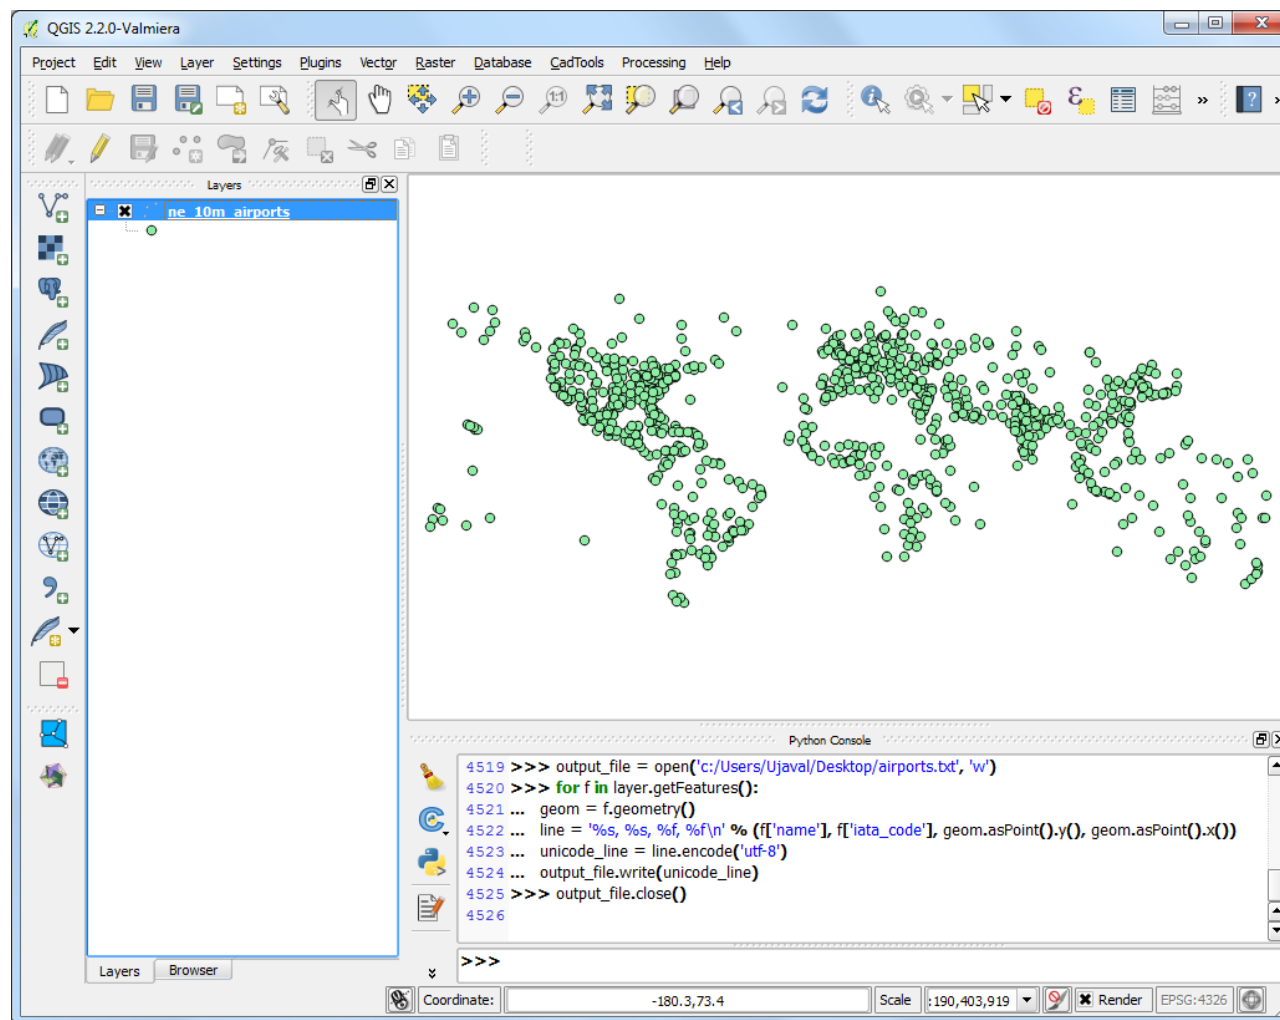 QGIS 2.2.0-Valmiera
Project Edit View Layer Settings Plugins Vector Raster Database CadTools Processing Help
1:1
»
?
Layers
ne_10m_airports
Python Console
4519 >>> output_file = open('c:/Users/Ujaval/Desktop/airports.txt', 'w')
4520 >>> for f in layer.getFeatures():
4521 ... geom = f.geometry()
4522 ... line = '%s, %s, %f, %f\n' % (f['name'], f['iata_code'], geom.asPoint().y(), geom.asPoint().x())
4523 ... unicode_line = line.encode('utf-8')
4524 ... output_file.write(unicode_line)
4525 >>> output_file.close()
4526
>>>
Layers Browser
Coordinate: -180.3,73.4 Scale :190,403,919 Render EPSG:4326